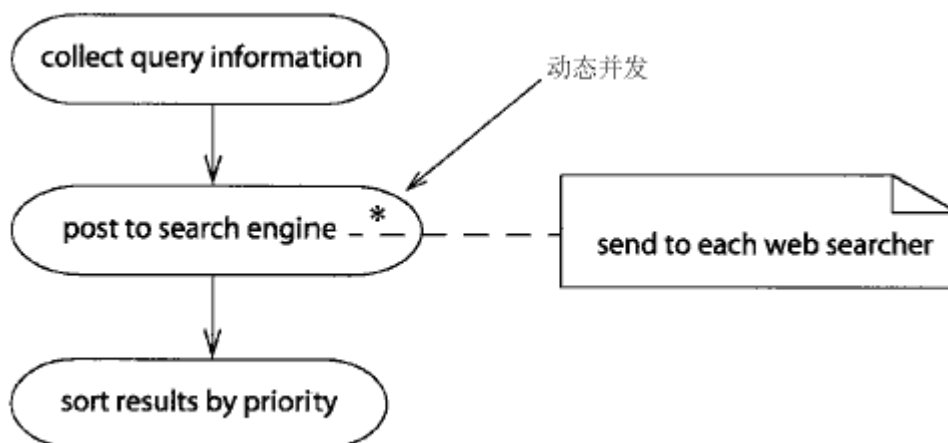 collect query information
动态并发
post to search engine *
send to each web searcher
sort results by priority